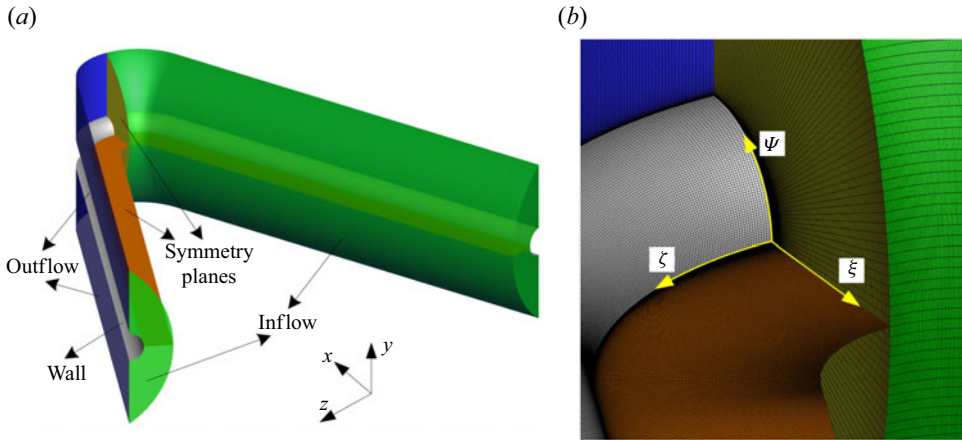 (a)
(b)
Outflow
Symmetry
planes
Inflow
Wall
x
y
z
Ψ
ζ
ξ